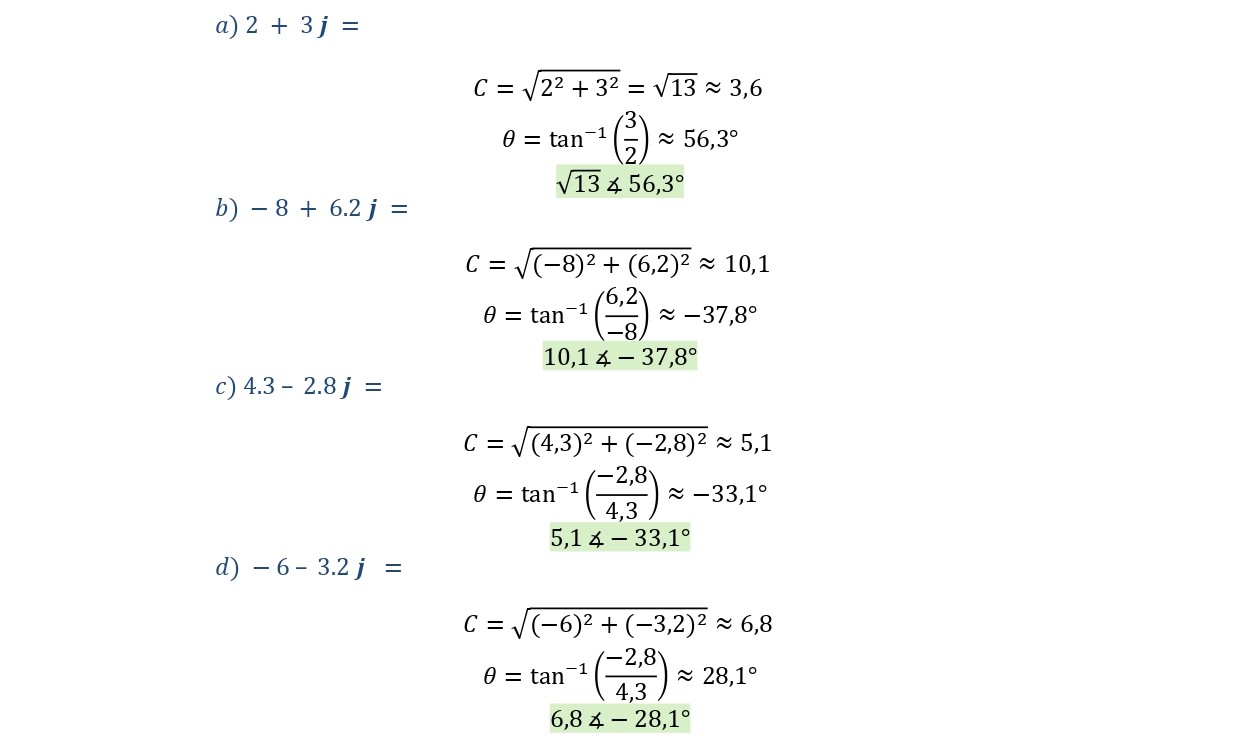 a) 2 + 3 j =
C = √(2² + 3²) = √13 ≈ 3,6
θ = tan⁻¹ (3/2) ≈ 56,3°
√13 ∡ 56,3°
b) − 8 + 6.2 j =
C = √((−8)² + (6,2)²) ≈ 10,1
θ = tan⁻¹ (6,2/−8) ≈ −37,8°
10,1 ∡ − 37,8°
c) 4.3 – 2.8 j =
C = √((4,3)² + (−2,8)²) ≈ 5,1
θ = tan⁻¹ (−2,8/4,3) ≈ −33,1°
5,1 ∡ − 33,1°
d) − 6 – 3.2 j =
C = √((−6)² + (−3,2)²) ≈ 6,8
θ = tan⁻¹ (−2,8/4,3) ≈ 28,1°
6,8 ∡ − 28,1°